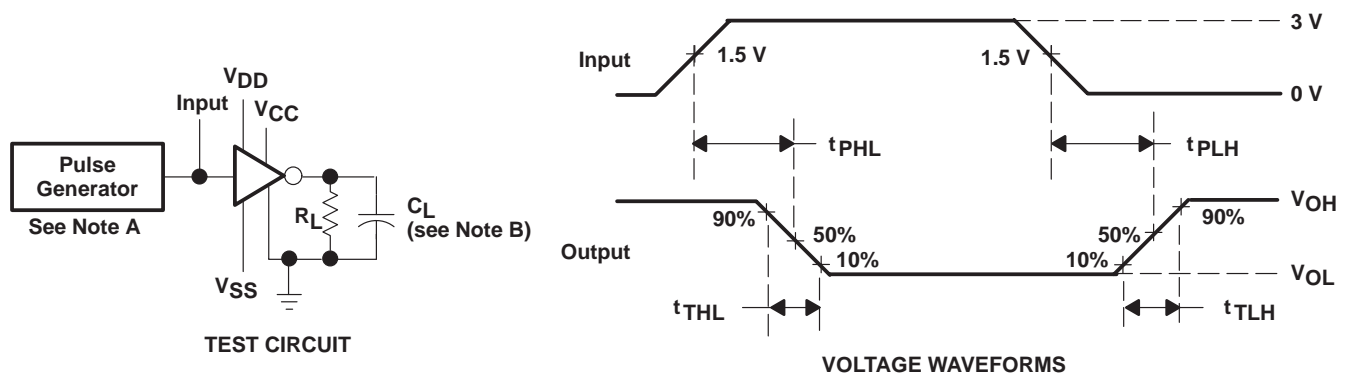 VDD
Input
VCC
Pulse
Generator
See Note A
RL
CL
(see Note B)
VSS
TEST CIRCUIT
3 V
Input
1.5 V
1.5 V
0 V
tPHL
tPLH
VOH
90%
50%
10%
Output
90%
50%
10%
VOL
tTHL
tTLH
VOLTAGE WAVEFORMS